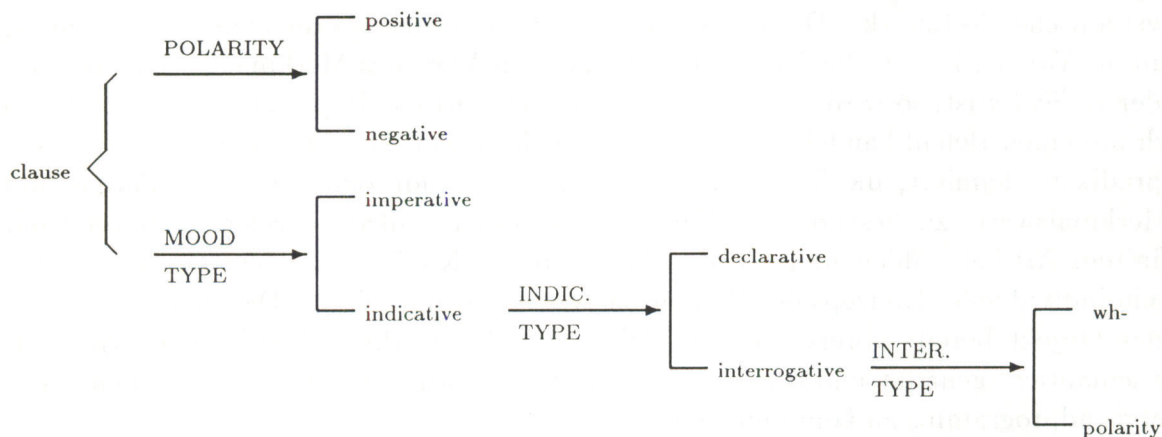 positive
POLARITY
negative
clause
imperative
MOOD
TYPE
declarative
indicative
INDIC.
TYPE
wh-
interrogative
INTER.
TYPE
polarity